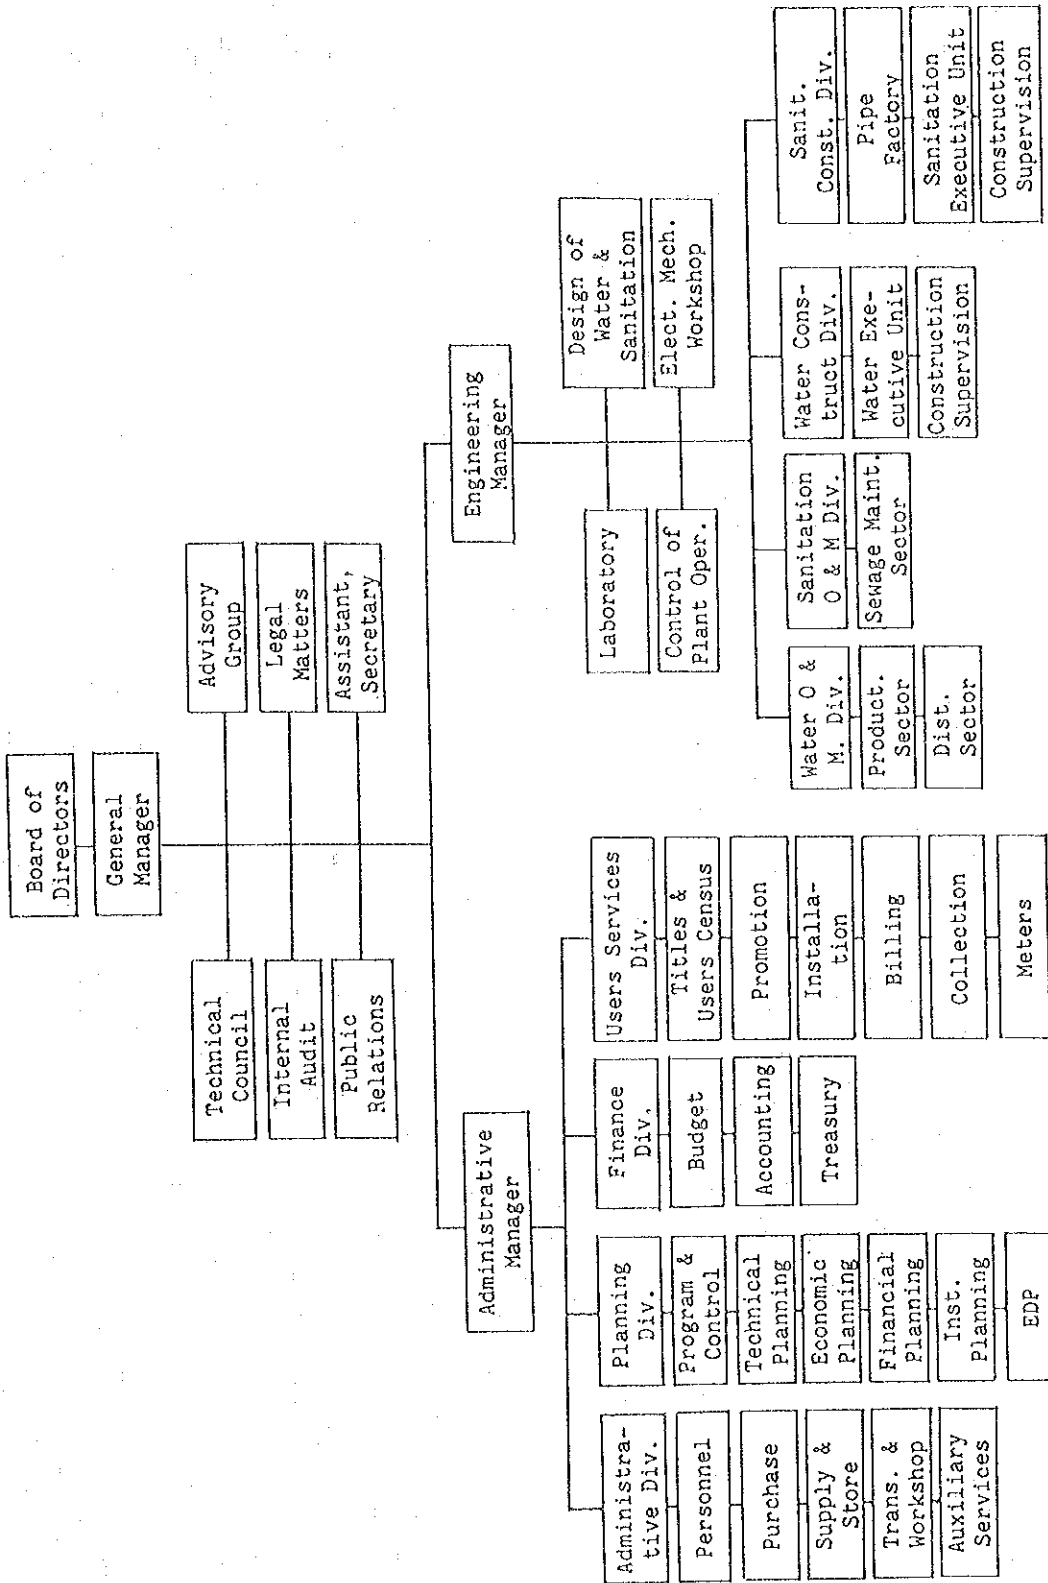 Board of
Directors
General
Manager
Technical
Council
Advisory
Group
Internal
Audit
Legal
Matters
Public
Relations
Assistant,
Secretary
Administrative
Manager
Engineering
Manager
Laboratory
Design of
Water &
Sanitation
Control of
Plant Oper.
Elect. Mech.
Workshop
Administra-
tive Div.
Personnel
Purchase
Supply &
Store
Trans. &
Workshop
Auxiliary
Services
Planning
Div.
Program &
Control
Technical
Planning
Economic
Planning
Financial
Planning
Inst.
Planning
EDP
Finance
Div.
Budget
Accounting
Treasury
Users Services
Div.
Titles &
Users Census
Promotion
Installa-
tion
Billing
Collection
Meters
Water O &
M. Div.
Product.
Sector
Dist.
Sector
Sanitation
O & M Div.
Sewage Maint.
Sector
Water Cons-
truct Div.
Water Exe-
cutive Unit
Construction
Supervision
Sanit.
Const. Div.
Pipe
Factory
Sanitation
Executive Unit
Construction
Supervision